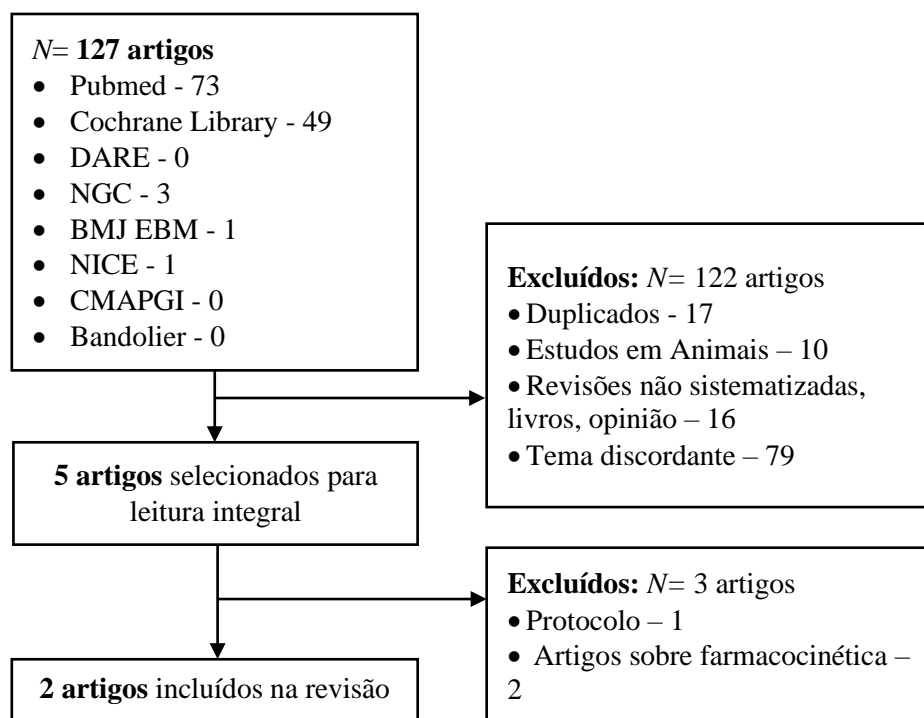 N= 127 artigos
• Pubmed - 73
• Cochrane Library - 49
• DARE - 0
• NGC - 3
• BMJ EBM - 1
• NICE - 1
• CMAPGI - 0
• Bandolier - 0
Excluídos: N= 122 artigos
• Duplicados - 17
• Estudos em Animais – 10
• Revisões não sistematizadas,
livros, opinião – 16
• Tema discordante – 79
5 artigos selecionados para
leitura integral
Excluídos: N= 3 artigos
• Protocolo – 1
• Artigos sobre farmacocinética –
2
2 artigos incluídos na revisão